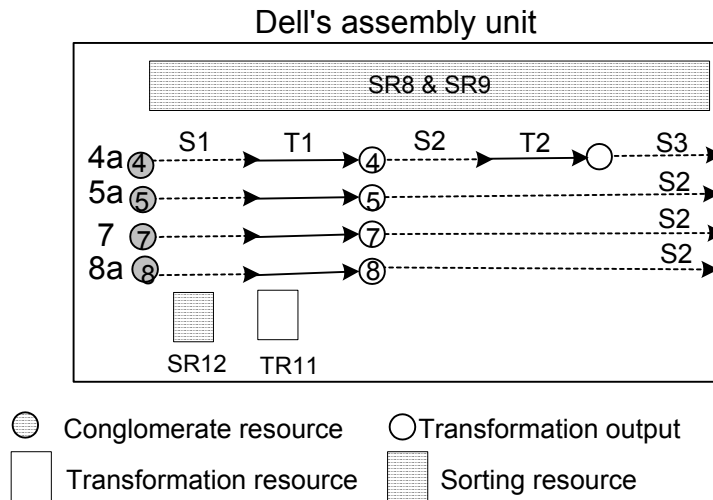 Dell's assembly unit
SR8 & SR9
S1 T1 S2 T2 S3
4a 4 4
S2
5a 5 5
S2
7 7 7
S2
8a 8 8
SR12 TR11
Conglomerate resource Transformation output
Transformation resource Sorting resource